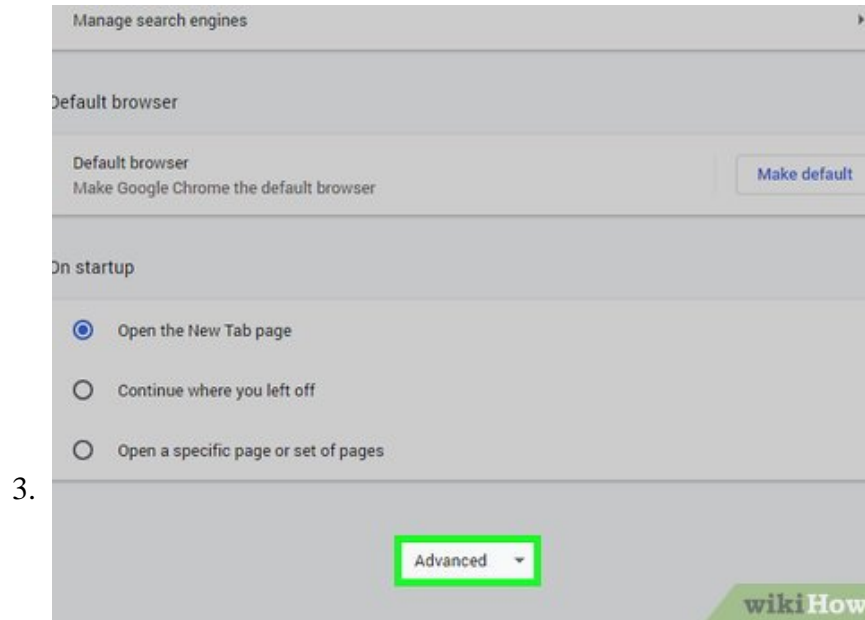 Manage search engines
Default browser
Default browser
Make Google Chrome the default browser
Make default
On startup
Open the New Tab page
Continue where you left off
Open a specific page or set of pages
3.
Advanced
wikiHow